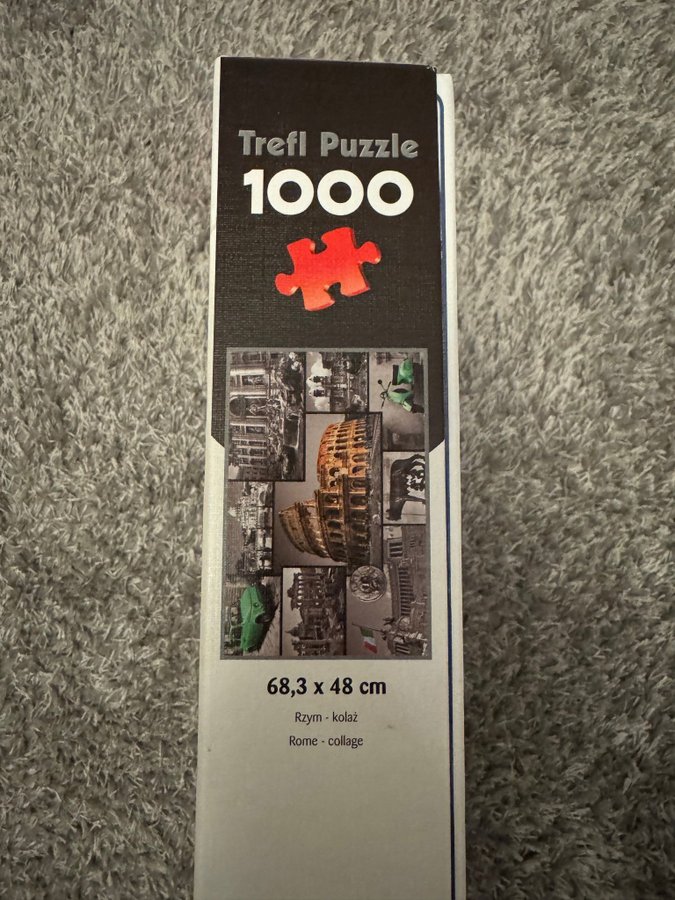 Trefl Puzzle
1000
68,3 x 48 cm
Rzym - kolaż
Rome - collage